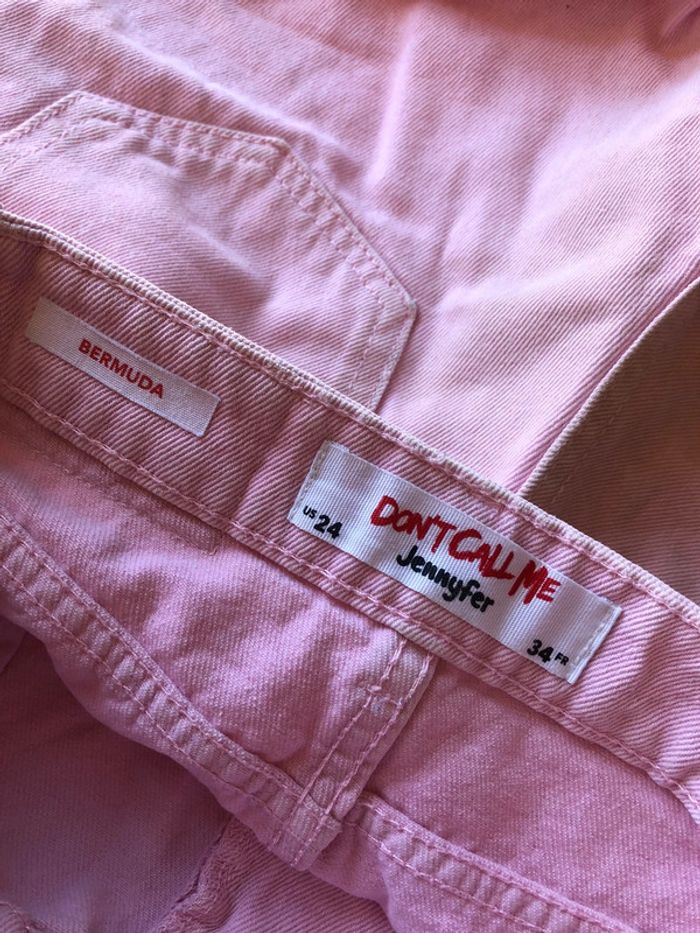 BERMUDA
DON'T CALL ME
Jennyfer
US 24
34 FR